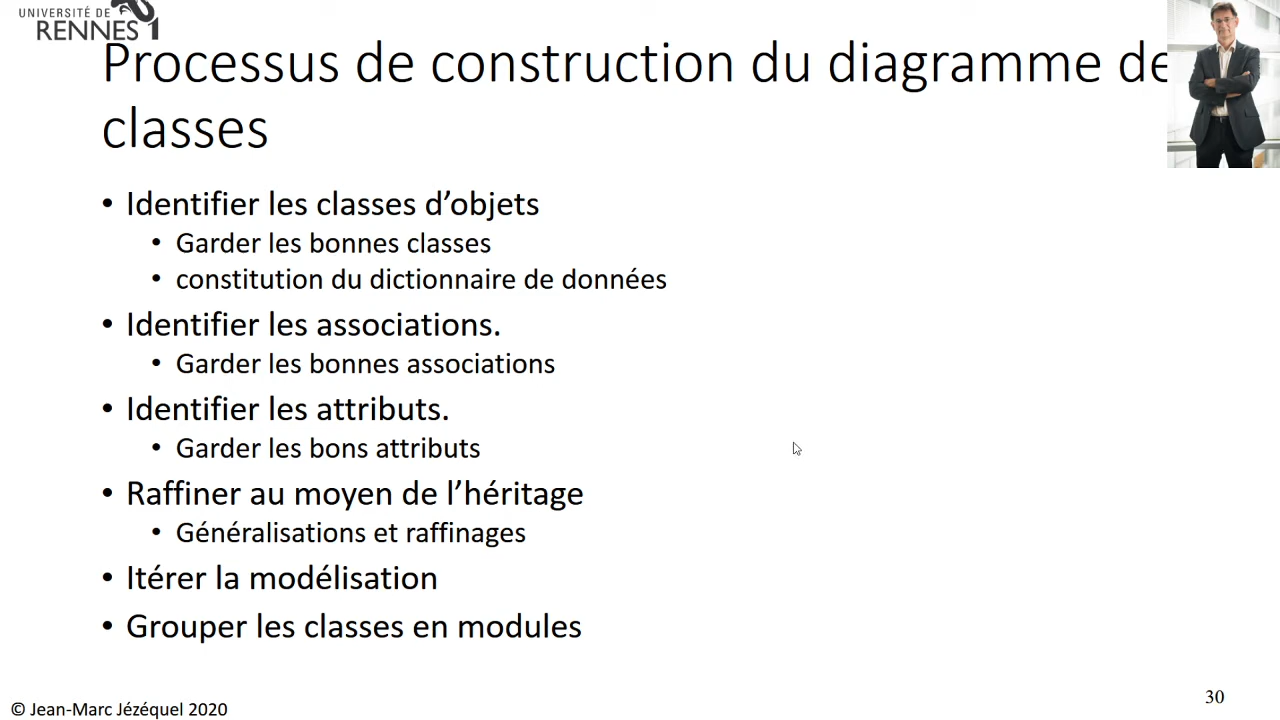 UNIVERSITÉ DE
RENNES 1
Processus de construction du diagramme de
classes
• Identifier les classes d’objets
• Garder les bonnes classes
• constitution du dictionnaire de données
• Identifier les associations.
• Garder les bonnes associations
• Identifier les attributs.
• Garder les bons attributs
• Raffiner au moyen de l’héritage
• Généralisations et raffinages
• Itérer la modélisation
• Grouper les classes en modules
© Jean-Marc Jézéquel 2020
30